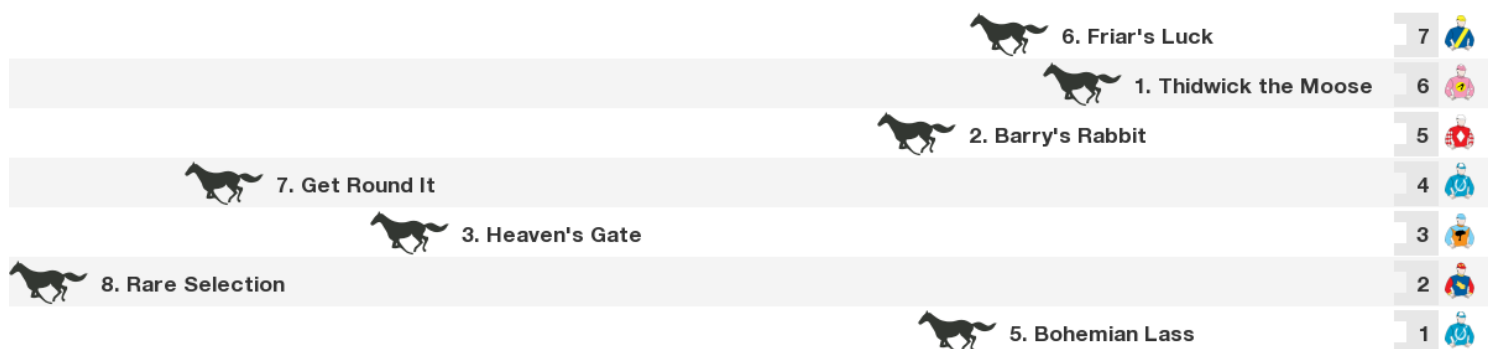 6. Friar's Luck 7
1. Thidwick the Moose 6
2. Barry's Rabbit 5
7. Get Round It 4
3. Heaven's Gate 3
8. Rare Selection 2
5. Bohemian Lass 1